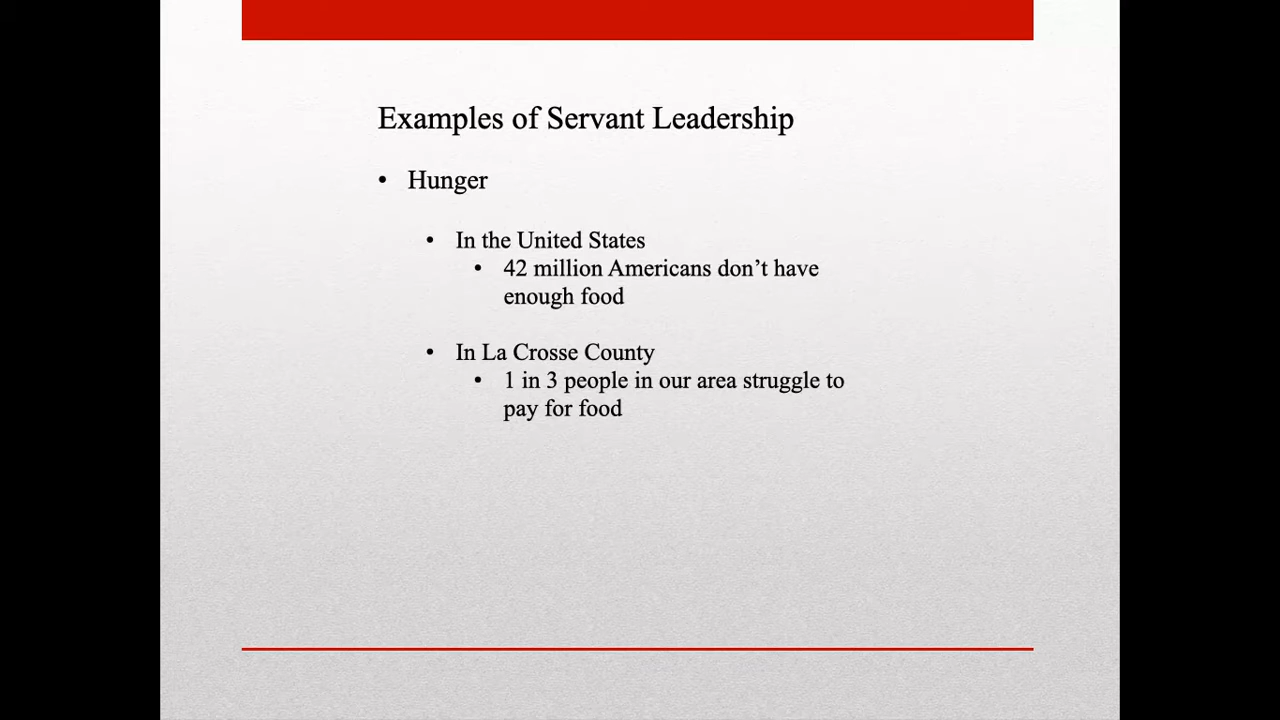 Examples of Servant Leadership
• Hunger
• In the United States
• 42 million Americans don’t have
enough food
• In La Crosse County
• 1 in 3 people in our area struggle to
pay for food